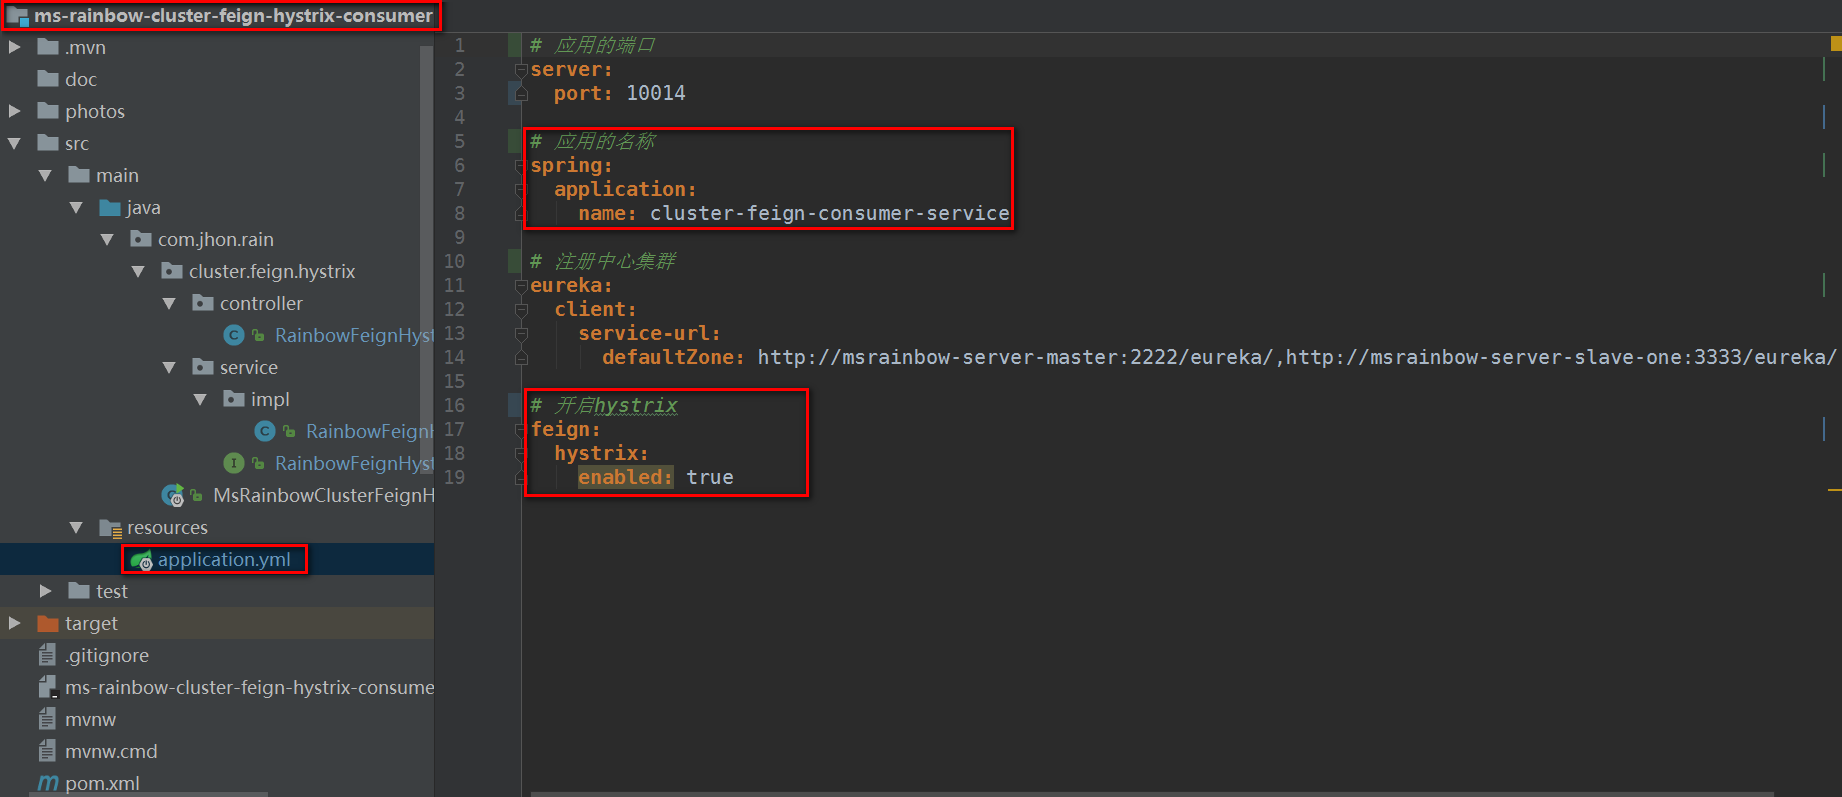 ms-rainbow-cluster-feign-hystrix-consumer
.mvn
doc
photos
src
main
java
com.jhon.rain
cluster.feign.hystrix
controller
C RainbowFeignHyst
service
impl
C RainbowFeignH
I RainbowFeignHyst
MsRainbowClusterFeignH
resources
application.yml
test
target
.gitignore
ms-rainbow-cluster-feign-hystrix-consume
mvnw
mvnw.cmd
m pom.xml
1 # 应用的端口
2 server:
3 port: 10014
4
5 # 应用的名称
6 spring:
7 application:
8 name: cluster-feign-consumer-service
9
10 # 注册中心集群
11 eureka:
12 client:
13 service-url:
14 defaultZone: http://msrainbow-server-master:2222/eureka/,http://msrainbow-server-slave-one:3333/eureka/
15
16 # 开启hystrix
17 feign:
18 hystrix:
19 enabled: true